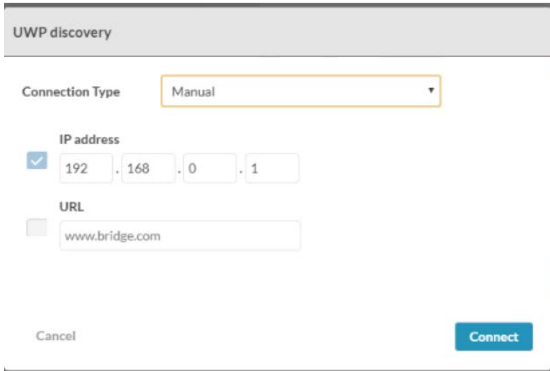 UWP discovery
Connection Type Manual
IP address
192 . 168 . 0 . 1
URL
www.bridge.com
Cancel Connect